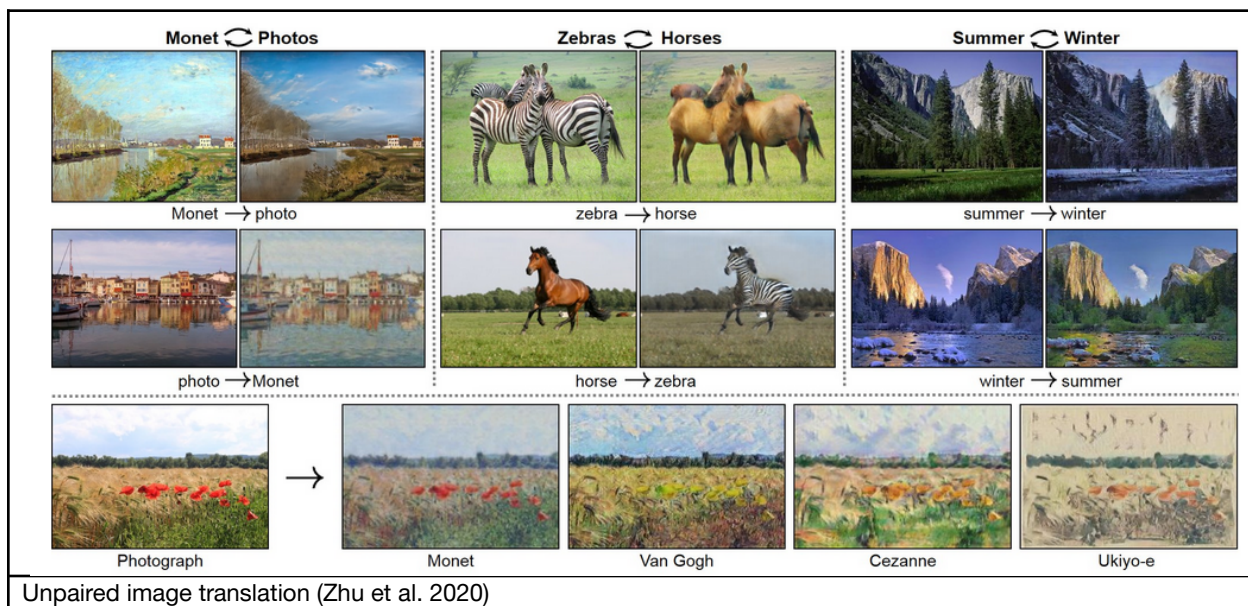 Monet Photos
Zebras Horses
Summer Winter
Monet → photo
zebra → horse
summer → winter
photo → Monet
horse → zebra
winter → summer
Photograph
Monet
Van Gogh
Cezanne
Ukiyo-e
Unpaired image translation (Zhu et al. 2020)